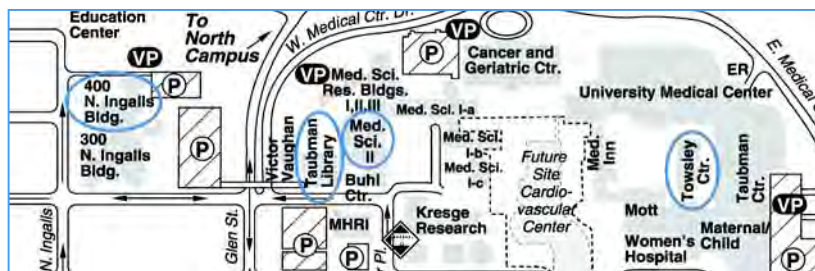 Education
Center
To
North
Campus
VP
P
400
N. Ingalls
Bldg.
300
N. Ingalls
Bldg.
P
N. Ingalls
Glen St.
W. Medical Ctr. Dr.
VP
Med. Sci.
Res. Bldgs.
I,II,III
Victor
Vaughan
Taubman
Library
Med.
Sci.
II
Buhl
Ctr.
MHRI
P
P
Pl.
VP
P
Cancer and
Geriatric Ctr.
Med. Sci. I-a
Med. Sci.
I-b
Med. Sci.
I-c
Kresge
Research
Future
Site
Cardio-
vascular
Center
Med. Inn
University Medical Center
ER
E. Medical
Towsley
Ctr.
Taubman
Ctr.
Mott
Women's
Hospital
Maternal/
Child
VP
P